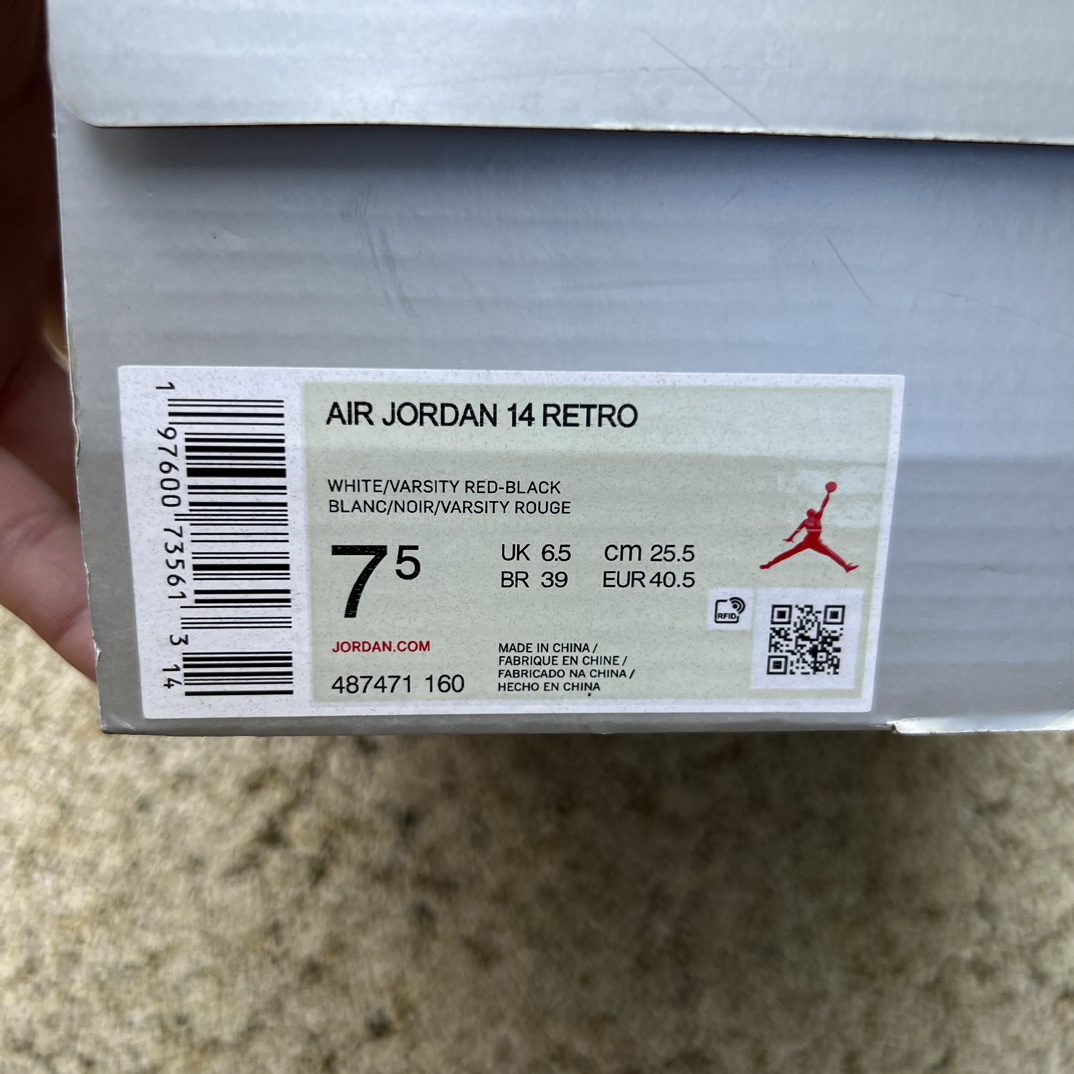 AIR JORDAN 14 RETRO
WHITE/VARSITY RED-BLACK
BLANC/NOIR/VARSITY ROUGE
7⁵
UK 6.5 cm 25.5
BR 39 EUR 40.5
RFID
JORDAN.COM
487471 160
MADE IN CHINA /
FABRIQUE EN CHINE /
FABRICADO NA CHINA /
HECHO EN CHINA
1 97600 73561 3 14